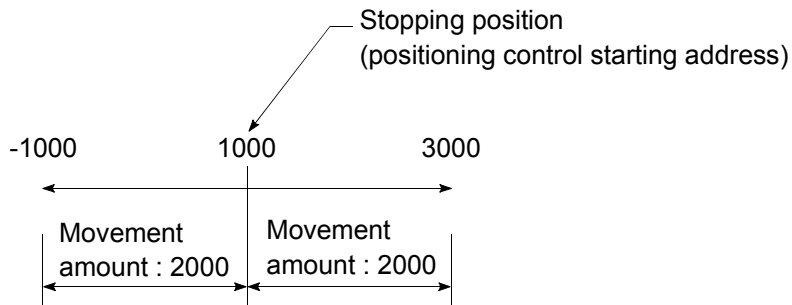 Stopping position
(positioning control starting address)
-1000 1000 3000
Movement
amount : 2000
Movement
amount : 2000